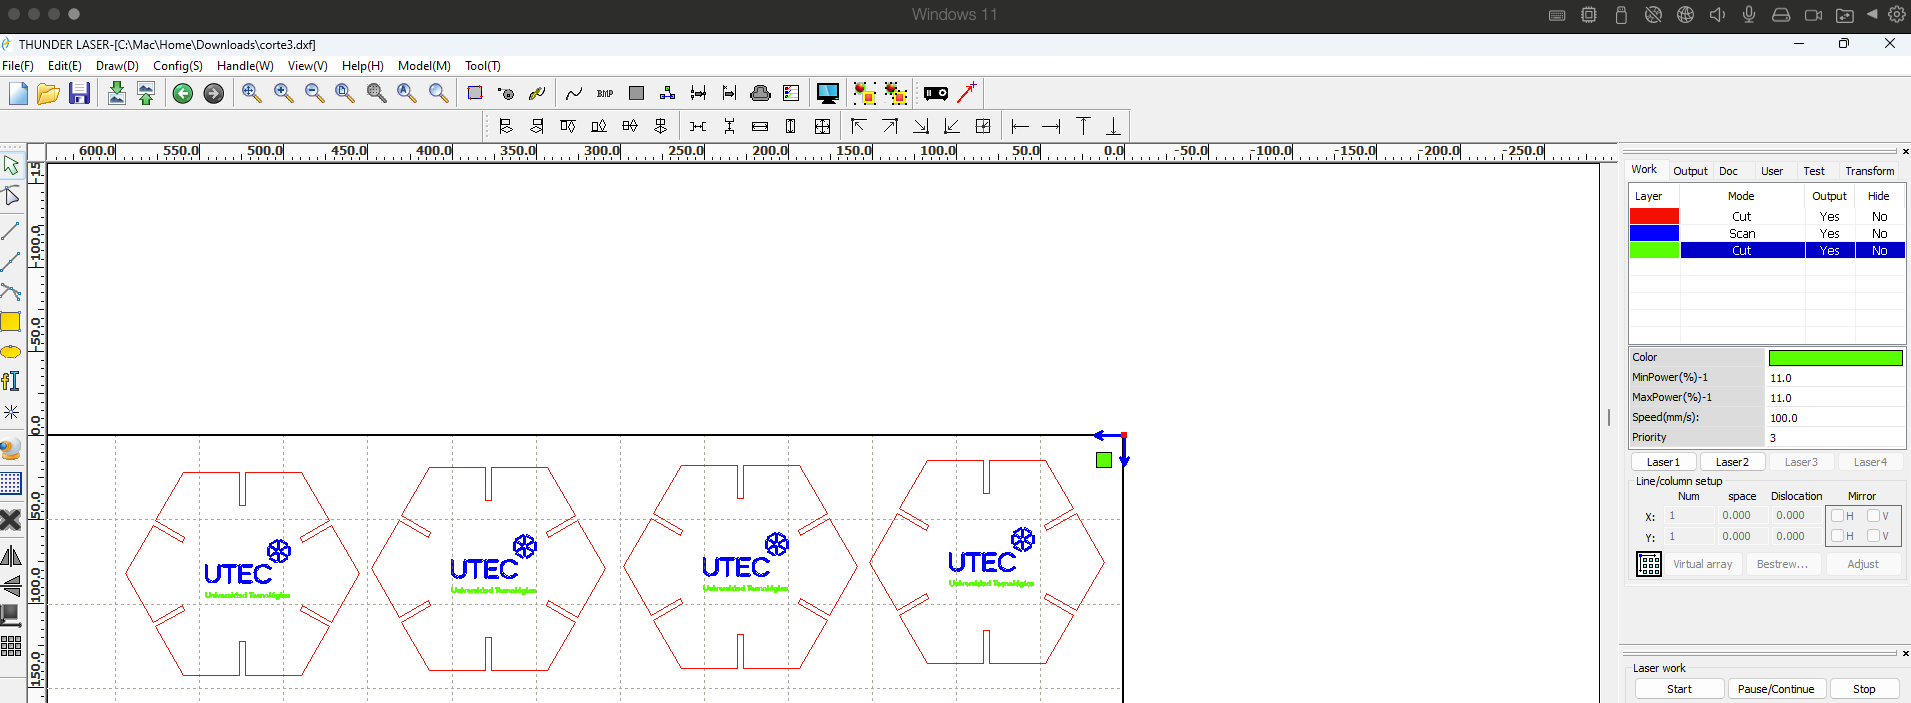 Windows 11
THUNDER LASER-[C:\Mac\Home\Downloads\corte3.dxf]
File(F) Edit(E) Draw(D) Config(S) Handle(W) View(V) Help(H) Model(M) Tool(T)
BMP
600.0 550.0 500.0 450.0 400.0 350.0 300.0 250.0 200.0 150.0 100.0 50.0 0.0 -50.0 -100.0 -150.0 -200.0 -250.0
-15
-100.0
-50.0
0.0
50.0
100.0
150.0
UTEC
Universidad Tecnológica
UTEC
Universidad Tecnológica
UTEC
Universidad Tecnológica
UTEC
Universidad Tecnológica
Work Output Doc User Test Transform
Layer Mode Output Hide
Cut Yes No
Scan Yes No
Cut Yes No
Color
MinPower(%)-1 11.0
MaxPower(%)-1 11.0
Speed(mm/s): 100.0
Priority 3
Laser1 Laser2 Laser3 Laser4
Line/column setup
Num space Dislocation Mirror
X: 1 0.000 0.000 H V
Y: 1 0.000 0.000 H V
Virtual array Bestrew... Adjust
Laser work
Start Pause/Continue Stop